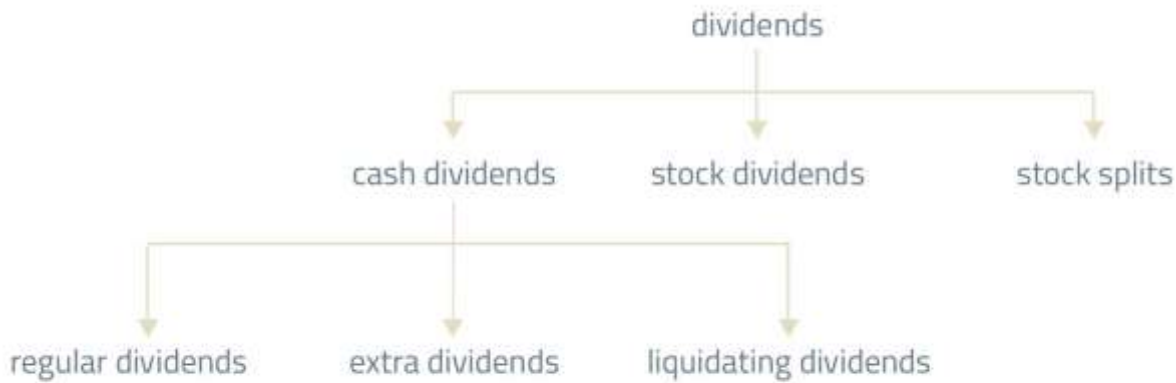 dividends
cash dividends
stock dividends
stock splits
regular dividends
extra dividends
liquidating dividends